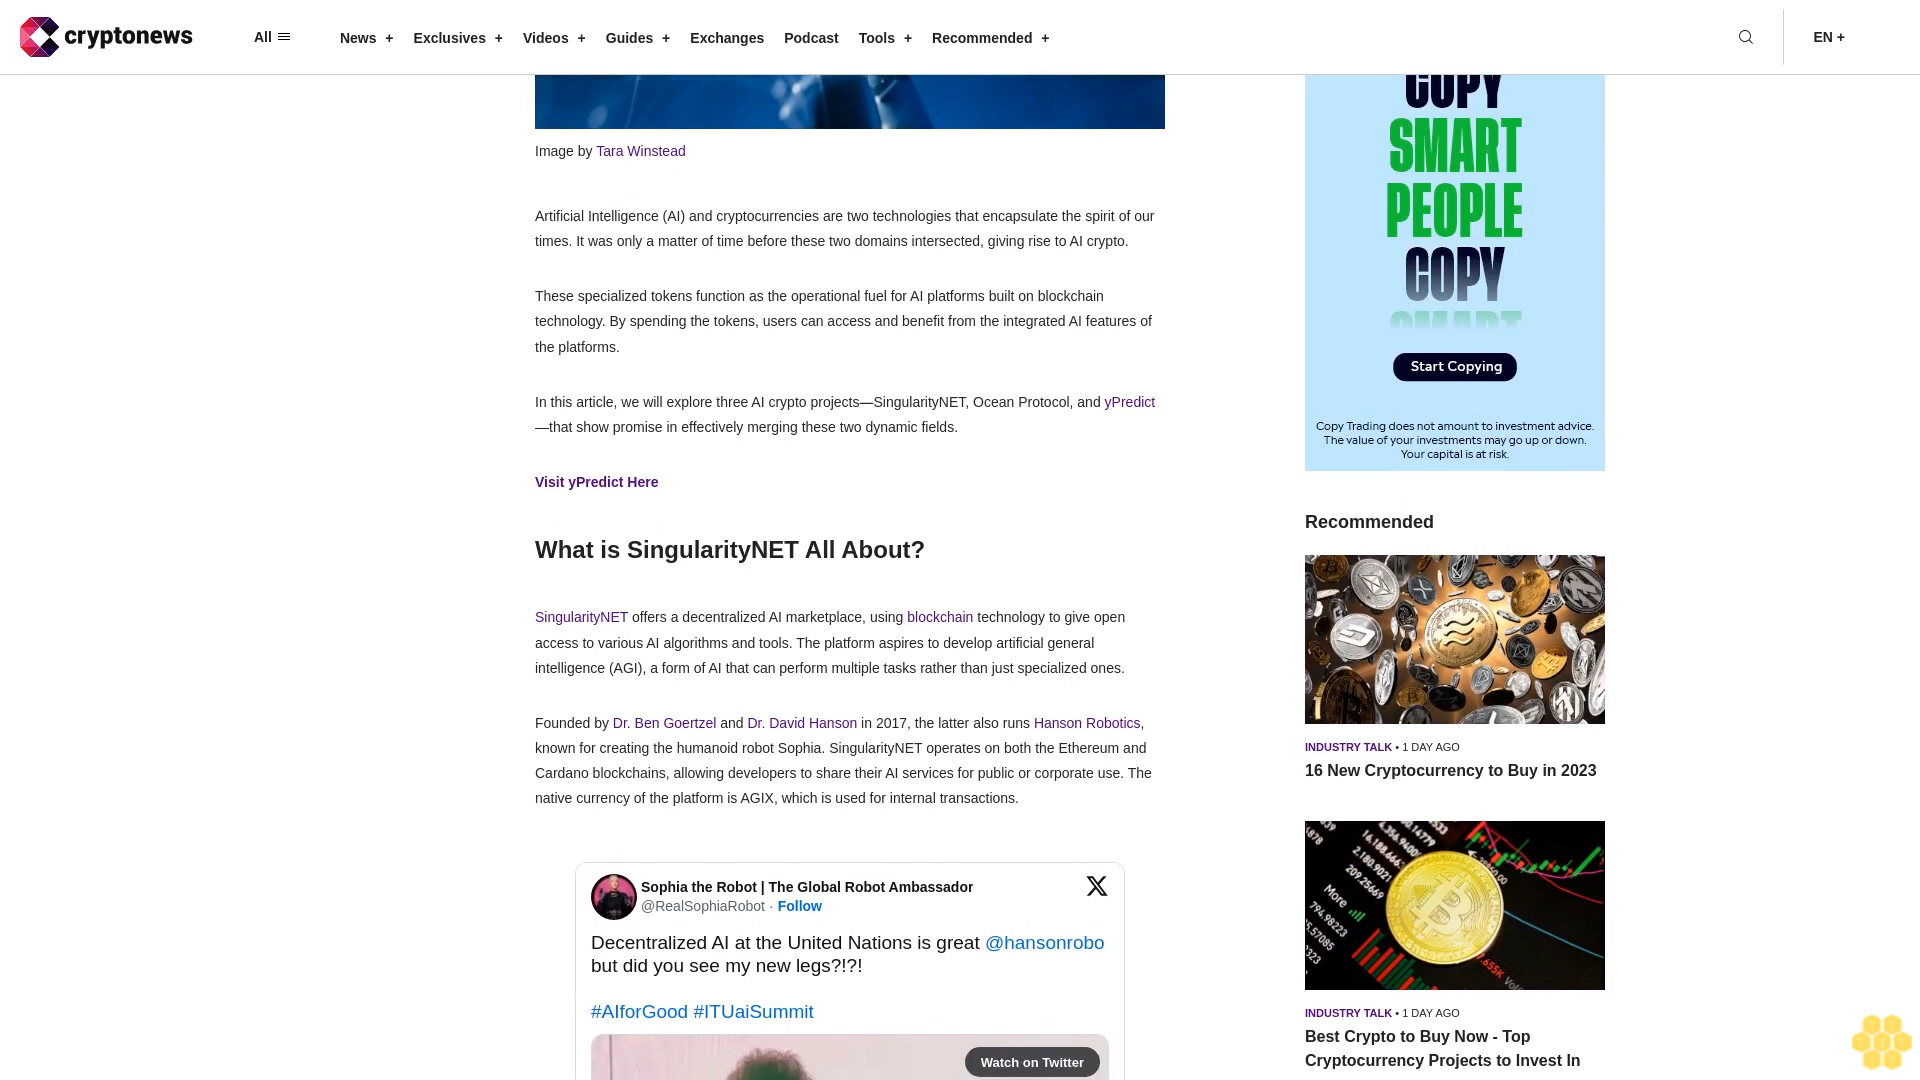 cryptonews
All
News +
Exclusives +
Videos +
Guides +
Exchanges
Podcast
Tools +
Recommended +
EN +
Image by Tara Winstead
Artificial Intelligence (AI) and cryptocurrencies are two technologies that encapsulate the spirit of our
times. It was only a matter of time before these two domains intersected, giving rise to AI crypto.
These specialized tokens function as the operational fuel for AI platforms built on blockchain
technology. By spending the tokens, users can access and benefit from the integrated AI features of
the platforms.
In this article, we will explore three AI crypto projects—SingularityNET, Ocean Protocol, and yPredict
—that show promise in effectively merging these two dynamic fields.
Visit yPredict Here
What is SingularityNET All About?
SingularityNET offers a decentralized AI marketplace, using blockchain technology to give open
access to various AI algorithms and tools. The platform aspires to develop artificial general
intelligence (AGI), a form of AI that can perform multiple tasks rather than just specialized ones.
Founded by Dr. Ben Goertzel and Dr. David Hanson in 2017, the latter also runs Hanson Robotics,
known for creating the humanoid robot Sophia. SingularityNET operates on both the Ethereum and
Cardano blockchains, allowing developers to share their AI services for public or corporate use. The
native currency of the platform is AGIX, which is used for internal transactions.
Sophia the Robot | The Global Robot Ambassador
@RealSophiaRobot · Follow
Decentralized AI at the United Nations is great @hansonrobo
but did you see my new legs?!?!
#AIforGood #ITUaiSummit
Watch on Twitter
COPY
SMART
PEOPLE
COPY
SMART
Start Copying
Copy Trading does not amount to investment advice.
The value of your investments may go up or down.
Your capital is at risk.
Recommended
INDUSTRY TALK • 1 DAY AGO
16 New Cryptocurrency to Buy in 2023
More
INDUSTRY TALK • 1 DAY AGO
Best Crypto to Buy Now - Top
Cryptocurrency Projects to Invest In